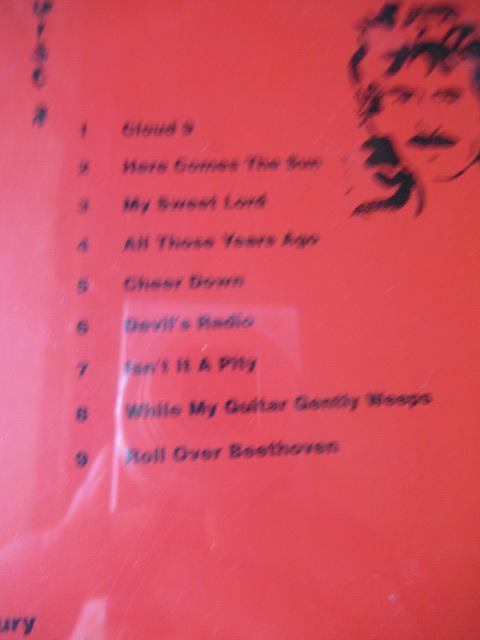 1 Cloud 9
2 Here Comes The Sun
3 My Sweet Lord
4 All Those Years Ago
5 Cheer Down
6 Devil's Radio
7 Isn't It A Pity
8 While My Guitar Gently Weeps
9 Roll Over Beethoven
ury